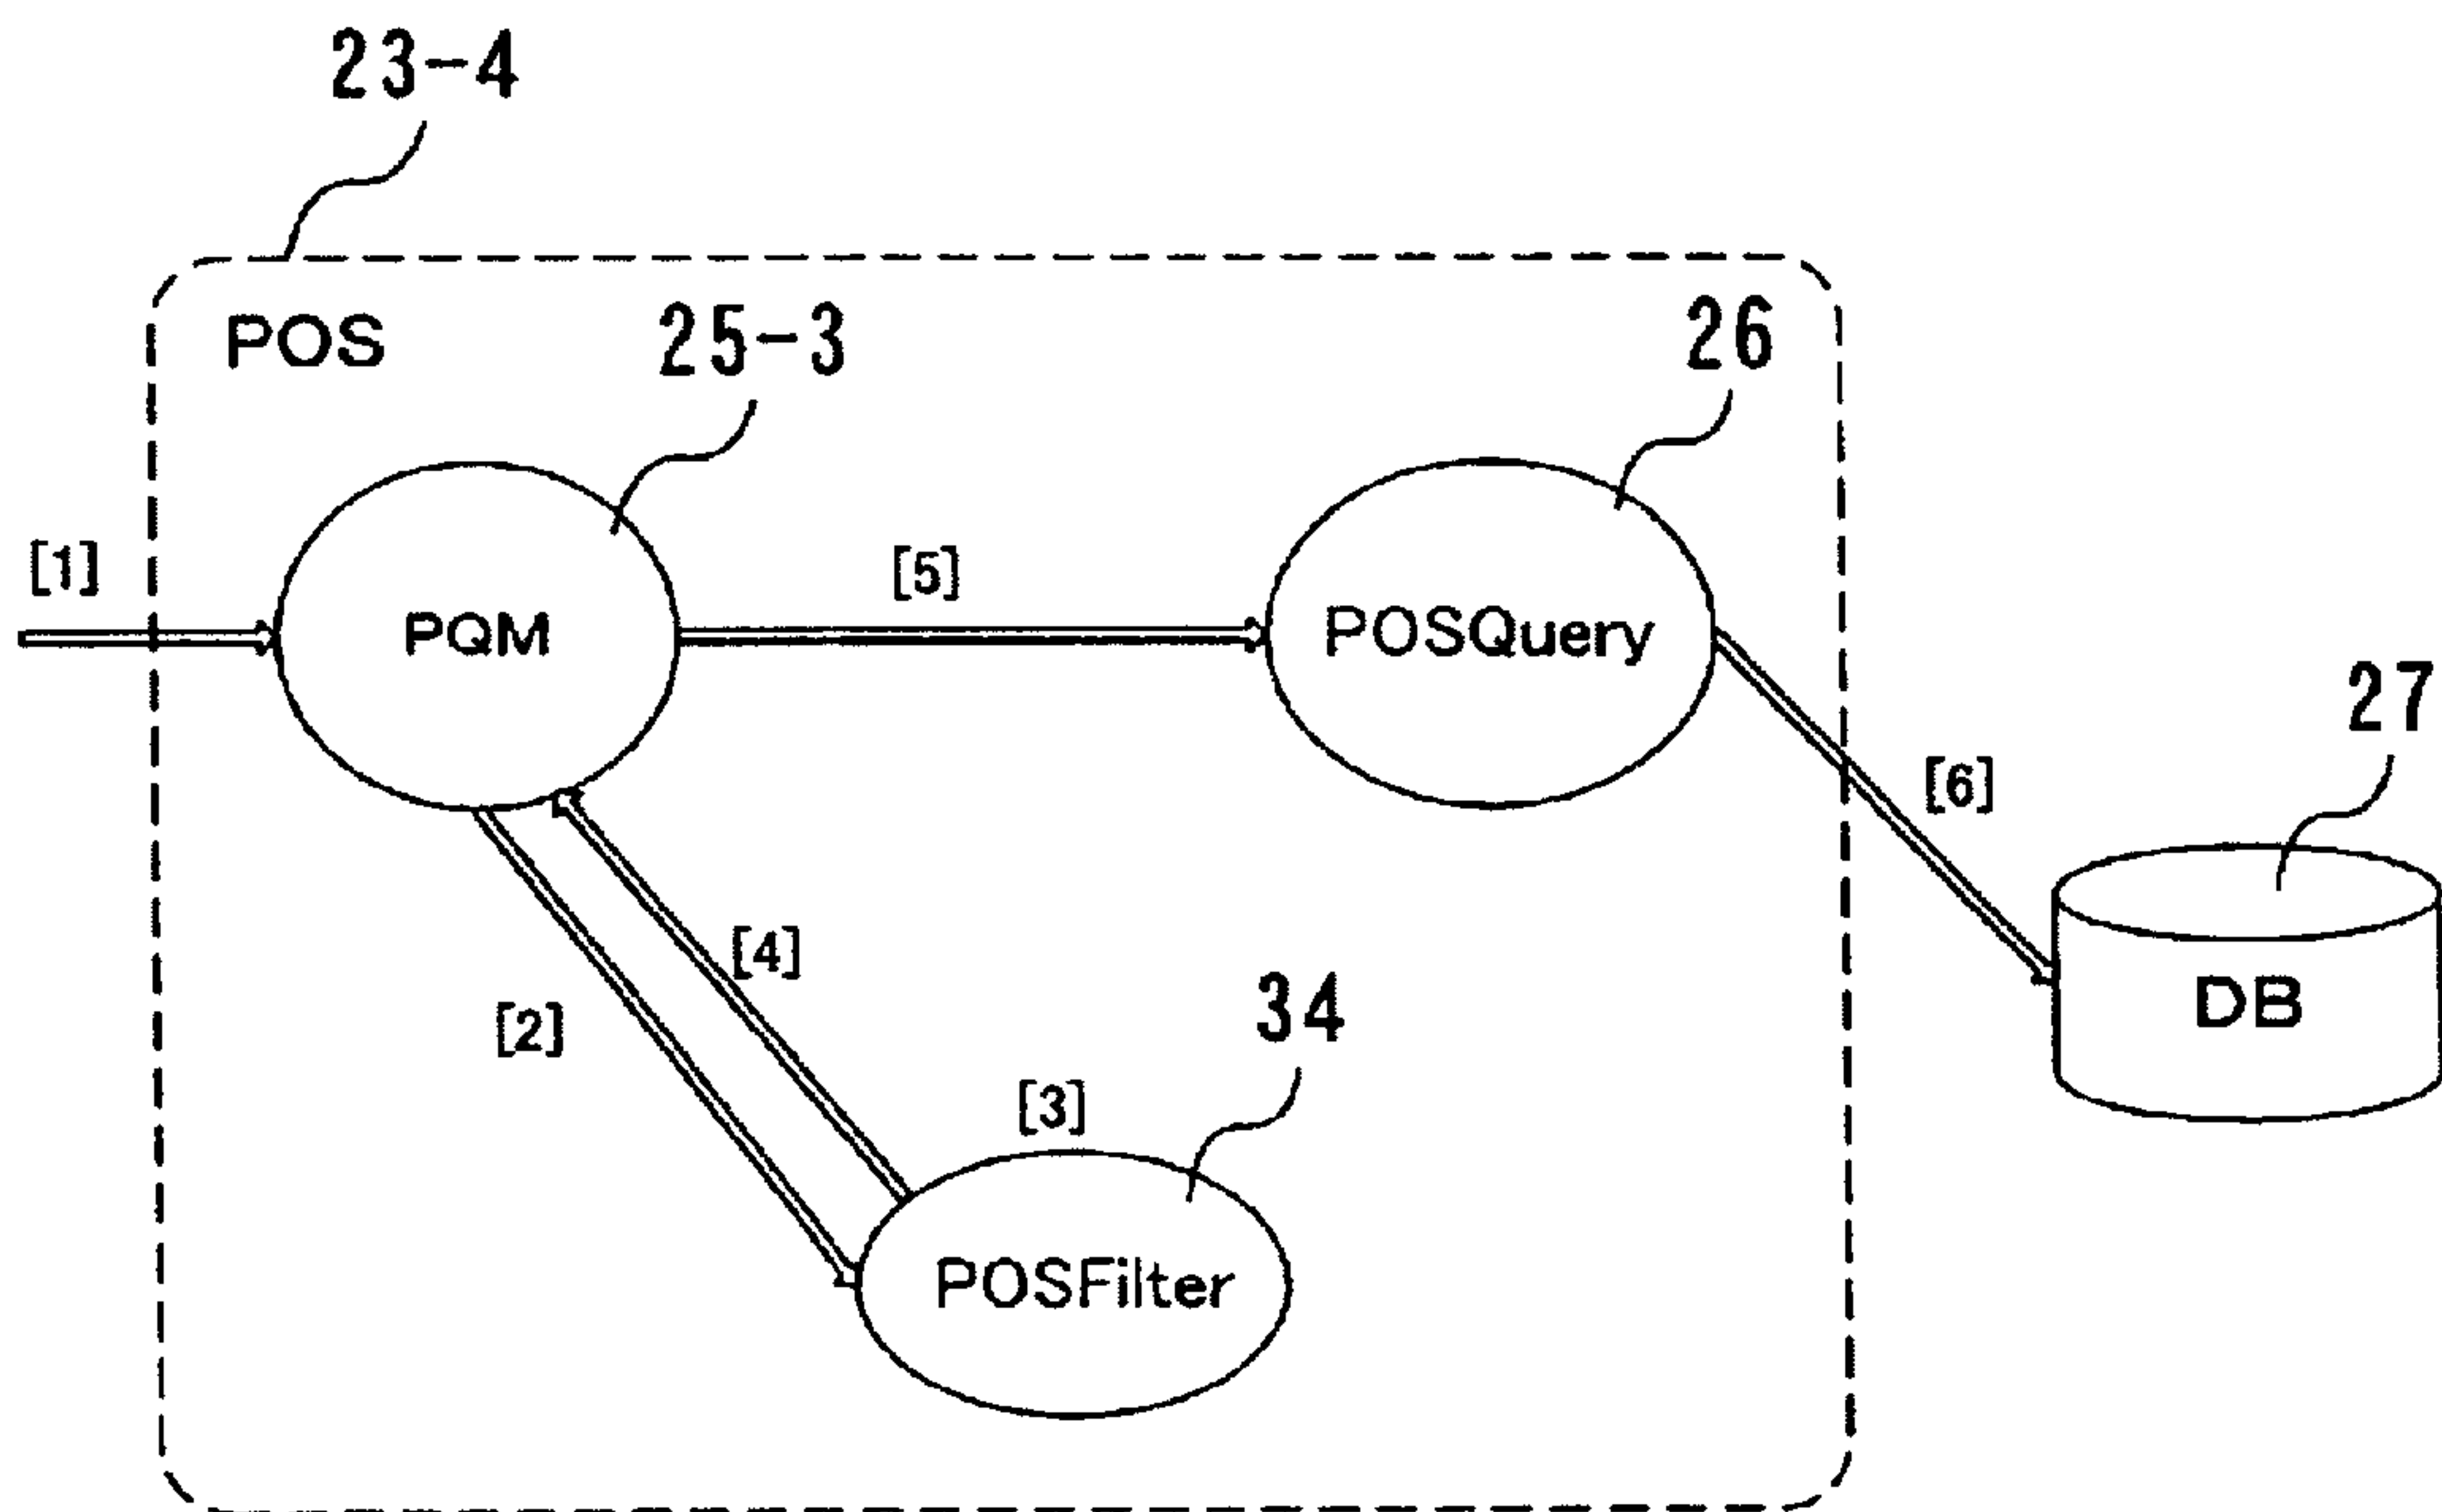 23-4
POS
25-3
26
[1]
[5]
PQM
POSQuery
27
[6]
[4]
[2]
34
DB
[3]
POSFilter